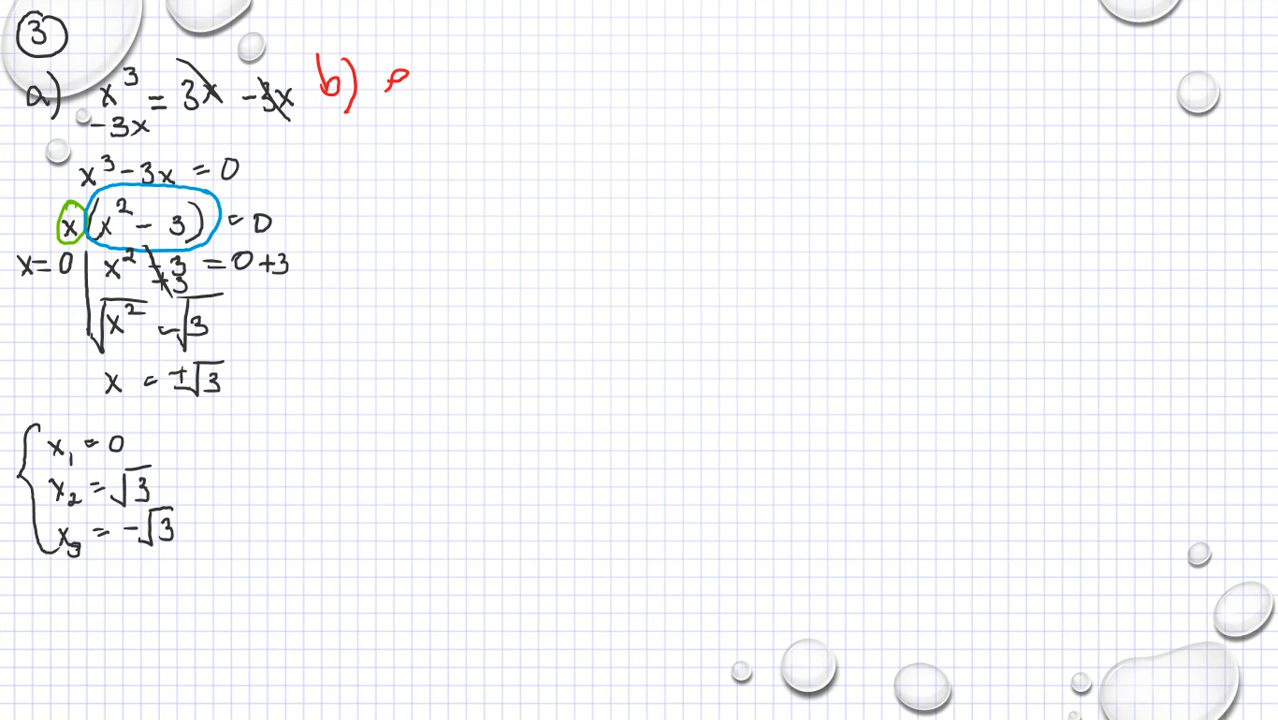 3
a) x³ = 3x - 3x
-3x
x³ - 3x = 0
x (x² - 3) = 0
x = 0 | x² - 3 = 0 + 3
+3
√x² = √3
x = ±√3
x₁ = 0
x₂ = √3
x₃ = -√3
b)